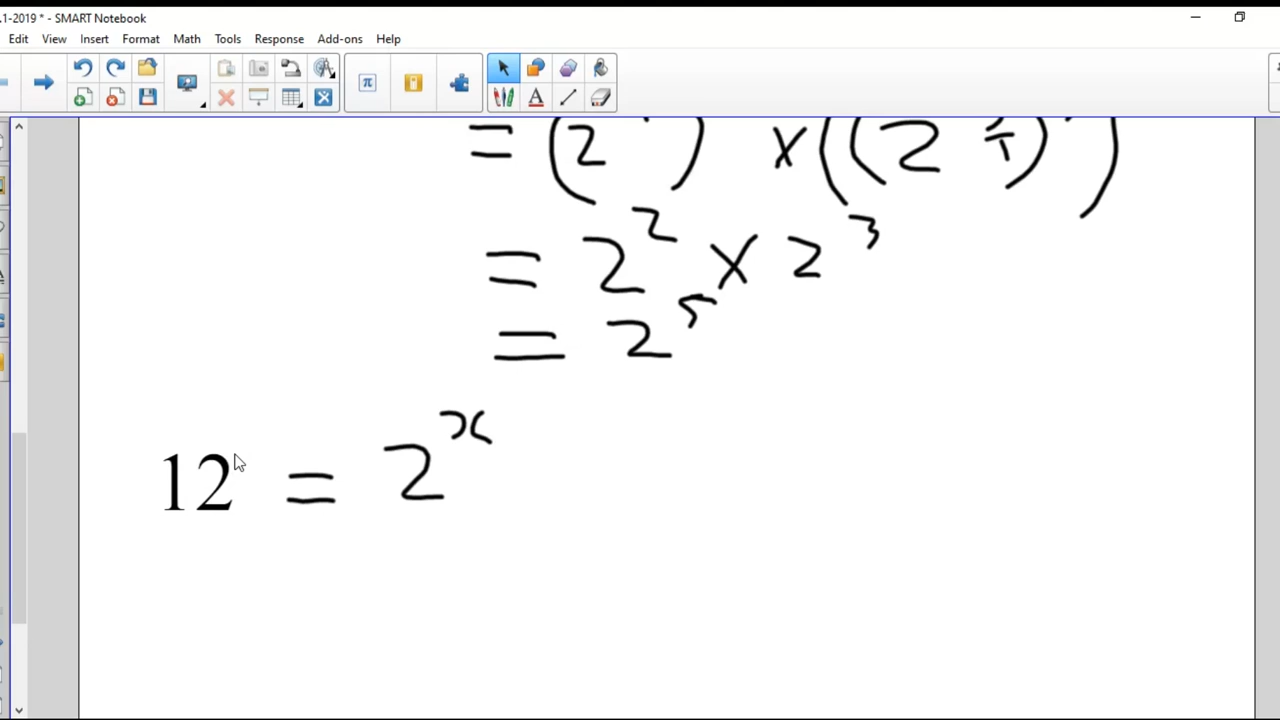 .1-2019 * - SMART Notebook
Edit View Insert Format Math Tools Response Add-ons Help
π
A
= (2 ) × ((2 ) )
= 2² × 2³
= 2⁵
12 = 2ˣ